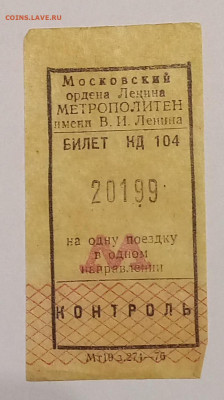 COINS.LAVE.RU
Московский
ордена Ленина
МЕТРОПОЛИТЕН
имени В. И. Ленина
БИЛЕТ КД 104
20199
М
на одну поездку
в одном
направлении
КОНТРОЛЬ